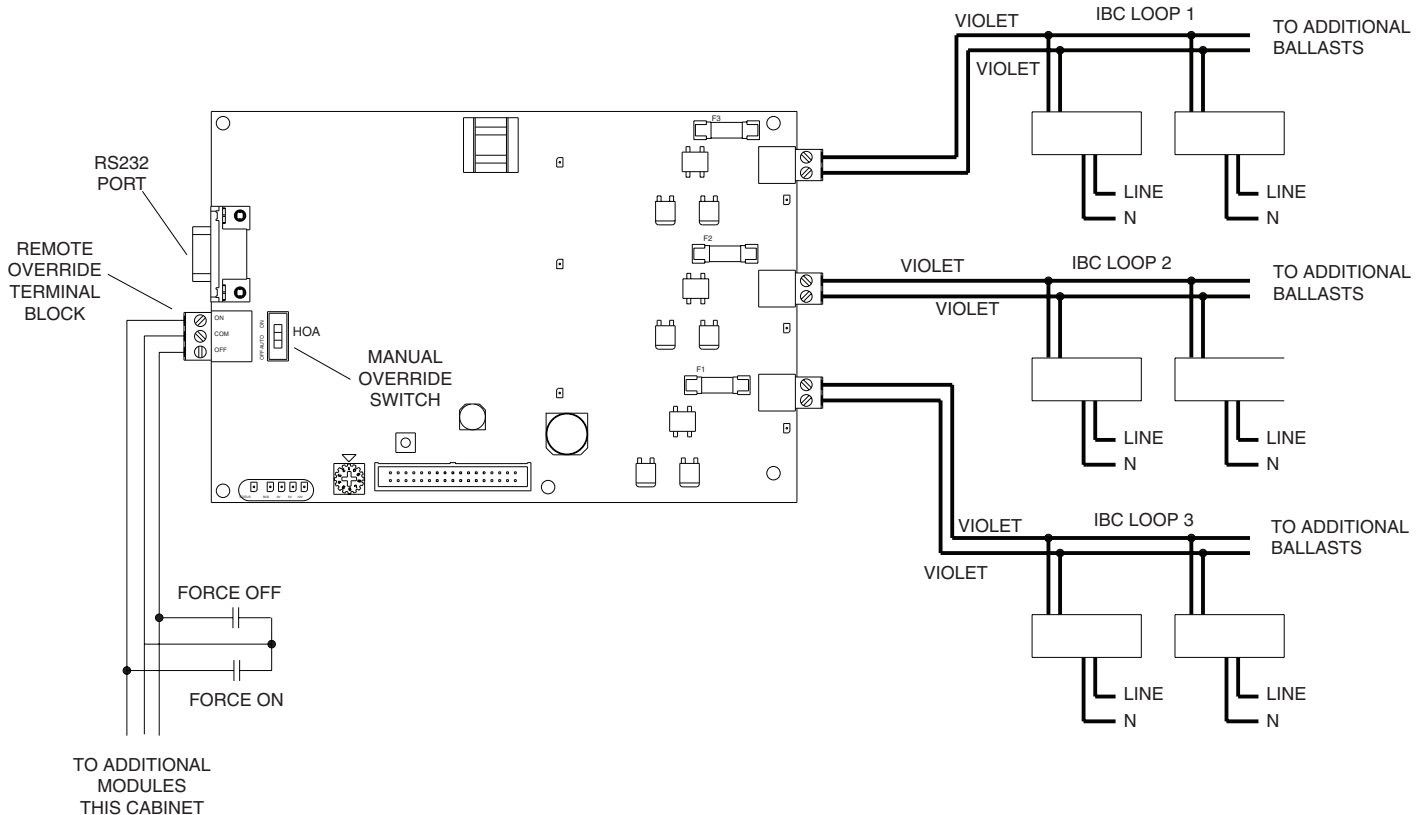 VIOLET
IBC LOOP 1
TO ADDITIONAL
BALLASTS
VIOLET
LINE
N
LINE
N
F3
RS232
PORT
REMOTE
OVERRIDE
TERMINAL
BLOCK
ON
COM
OFF
OFF AUTO ON
HOA
MANUAL
OVERRIDE
SWITCH
F2
VIOLET
IBC LOOP 2
TO ADDITIONAL
BALLASTS
VIOLET
LINE
N
LINE
N
F1
VIOLET
IBC LOOP 3
TO ADDITIONAL
BALLASTS
VIOLET
LINE
N
LINE
N
FORCE OFF
FORCE ON
TO ADDITIONAL
MODULES
THIS CABINET